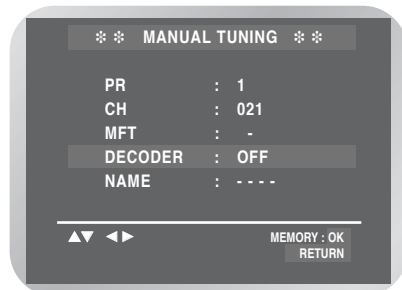 ❇ ❇ MANUAL TUNING ❇ ❇
PR : 1
CH : 021
MFT : -
DECODER : OFF
NAME : - - - -
▲▼ ◄► MEMORY : OK
RETURN